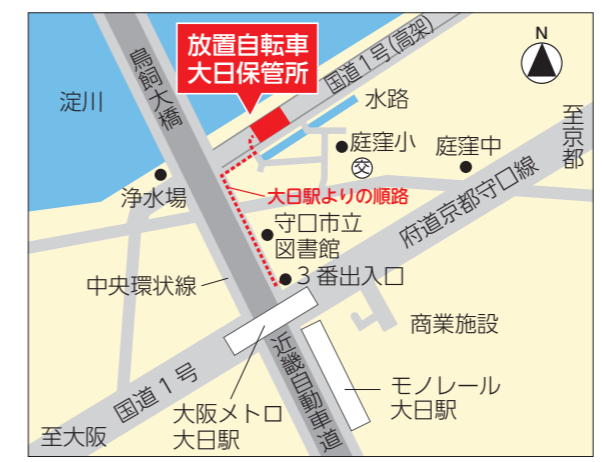 放置自転車
大日保管所
N
国道1号(高架)
鳥飼大橋
淀川
水路
至京都
庭窪小
庭窪中
交
浄水場
大日駅よりの順路
府道京都守口線
守口市立
図書館
3番出入口
中央環状線
商業施設
近畿自動車道
国道1号
モノレール
大日駅
大阪メトロ
大日駅
至大阪